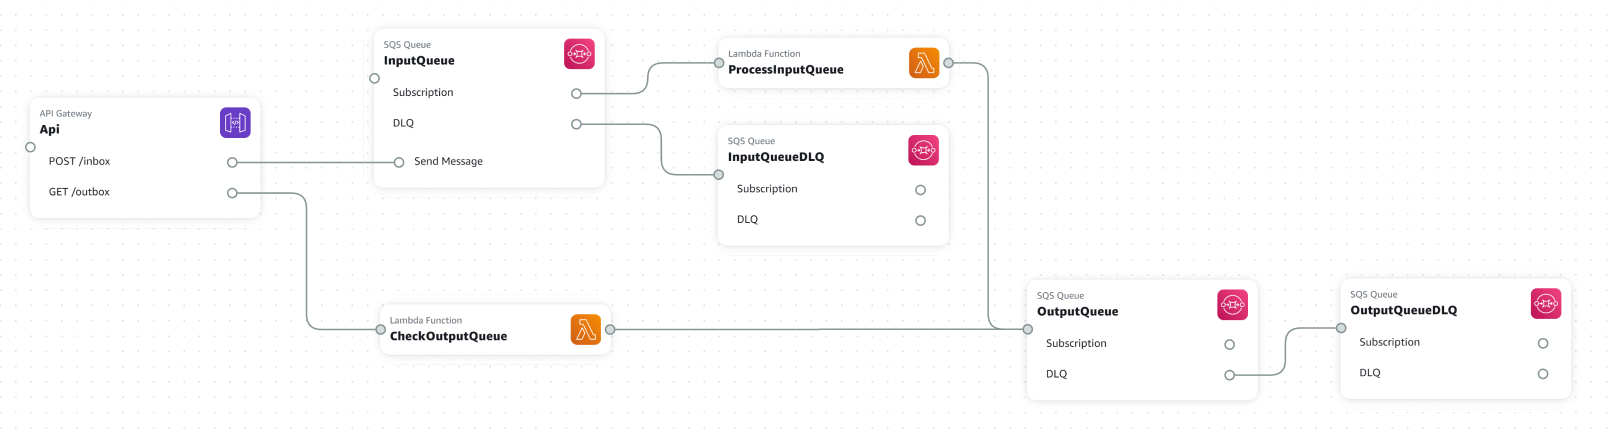 API Gateway
Api
POST /inbox
GET /outbox
SQS Queue
InputQueue
Subscription
DLQ
Send Message
Lambda Function
ProcessInputQueue
SQS Queue
InputQueueDLQ
Subscription
DLQ
Lambda Function
CheckOutputQueue
SQS Queue
OutputQueue
Subscription
DLQ
SQS Queue
OutputQueueDLQ
Subscription
DLQ